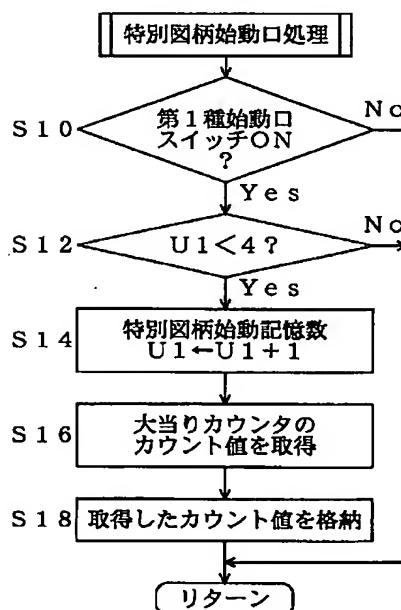 特別図柄始動口処理
S10
第1種始動口
スイッチON
?
No
Yes
S12
U1<4?
No
Yes
S14
特別図柄始動記憶数
U1←U1+1
S16
大当りカウンタの
カウント値を取得
S18
取得したカウント値を格納
リターン